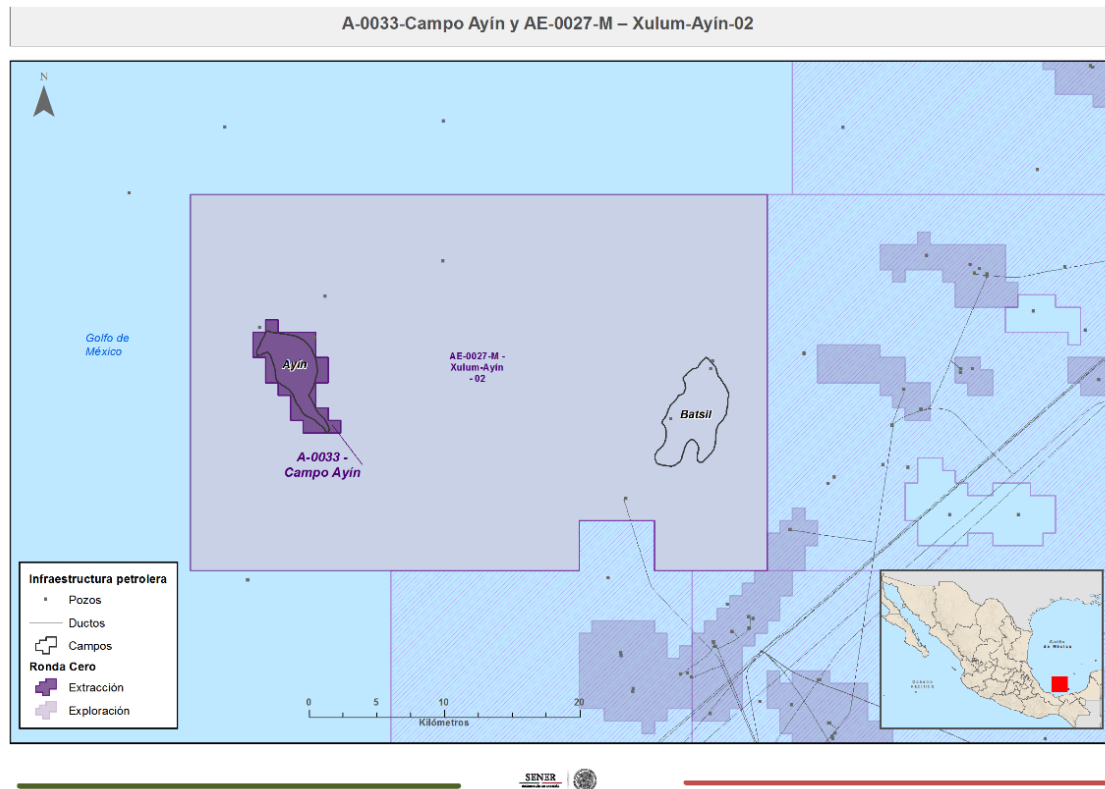 A-0033-Campo Ayín y AE-0027-M – Xulum-Ayín-02
N
Golfo de
México
Ayín
AE-0027-M -
Xulum-Ayín
- 02
Batsil
A-0033 -
Campo Ayín
Infraestructura petrolera
Pozos
Ductos
Campos
Ronda Cero
Extracción
Exploración
0 5 10 20
Kilómetros
Golfo
de México
SENER